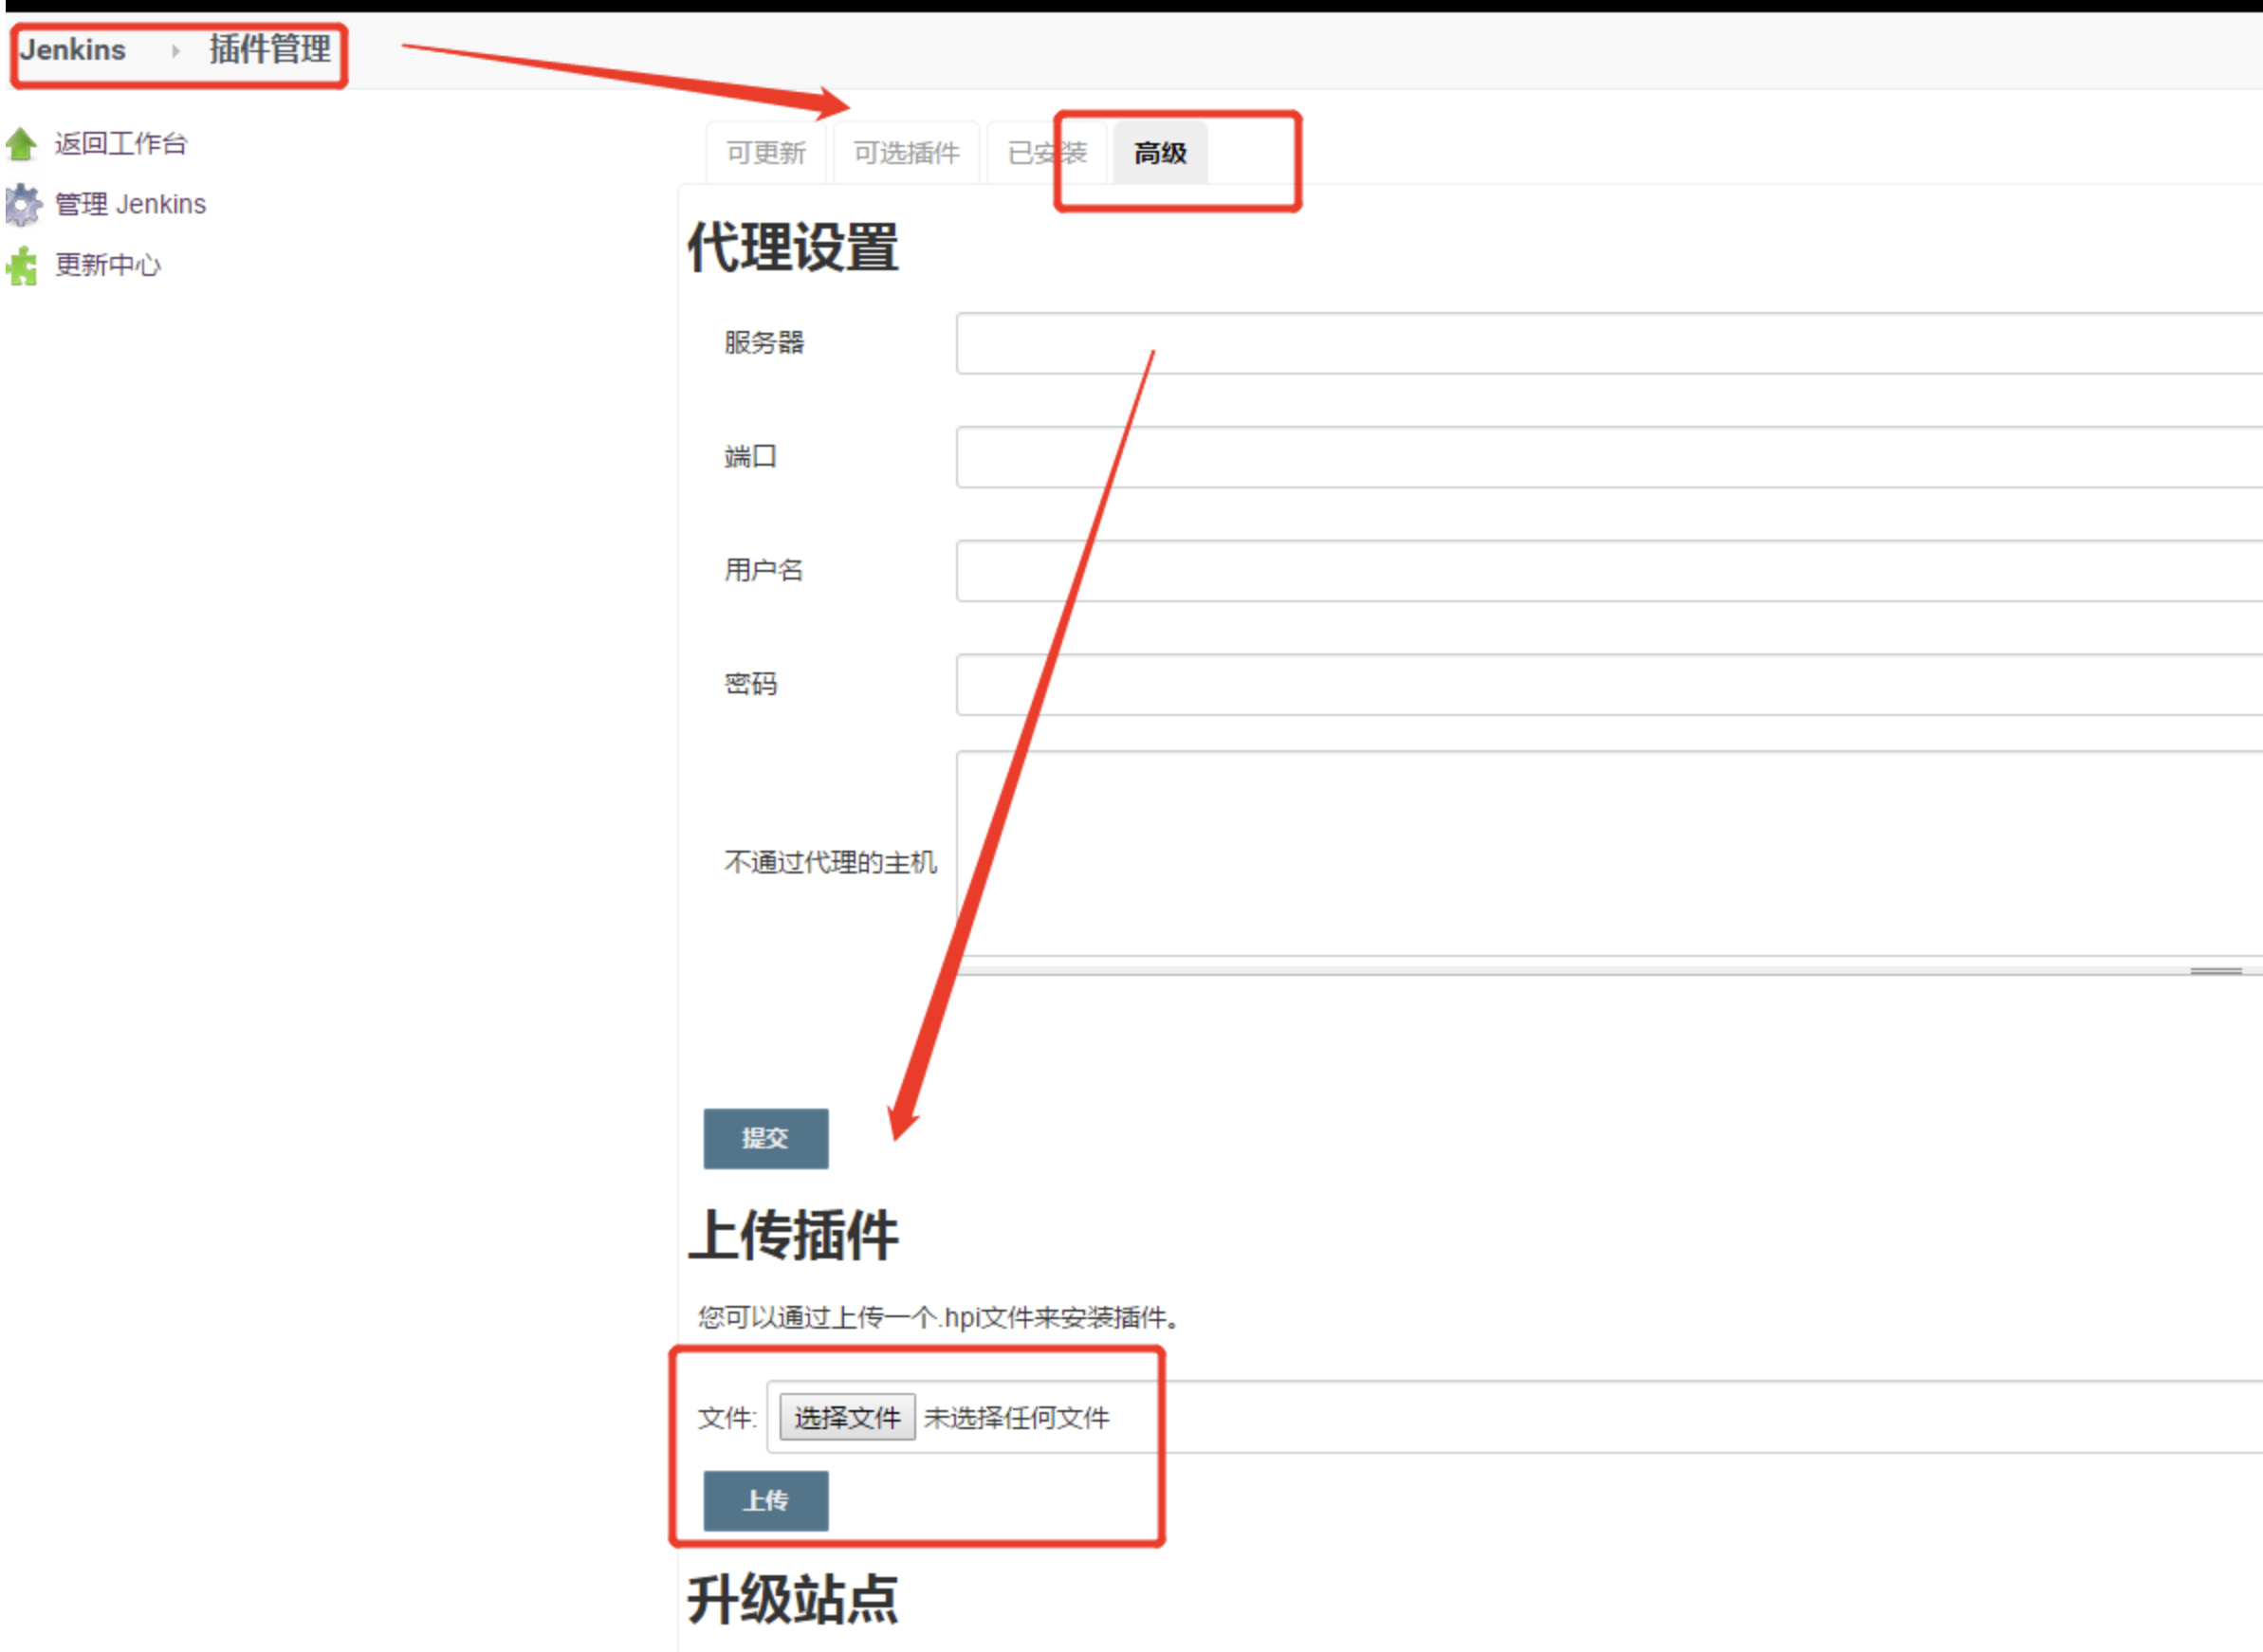 Jenkins 插件管理
返回工作台
管理 Jenkins
更新中心
可更新 可选插件 已安装 高级
代理设置
服务器
端口
用户名
密码
不通过代理的主机
提交
上传插件
您可以通过上传一个.hpi文件来安装插件。
文件: 选择文件 未选择任何文件
上传
升级站点